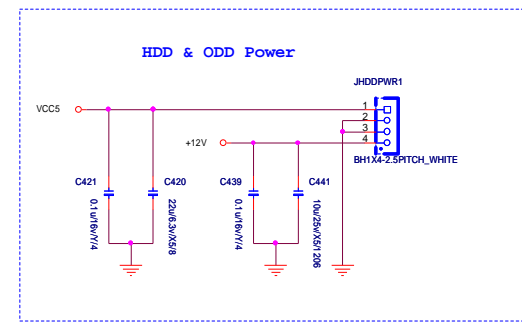 HDD & ODD Power
JHDDPWR1
VCC5
1
2
3
+12V
4
BH1X4-2.5PITCH_WHITE
C421
C420
C439
C441
0.1u/16v/Y/4
22u/6.3v/X5/8
0.1u/16v/Y/4
10u/25v/X5/1206